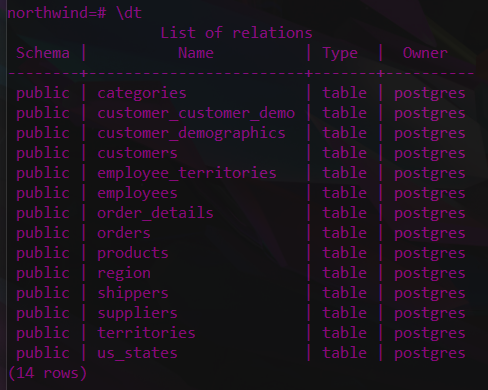 northwind=# \dt
                 List of relations
 Schema |          Name          | Type  |  Owner
--------+------------------------+-------+----------
 public | categories             | table | postgres
 public | customer_customer_demo | table | postgres
 public | customer_demographics  | table | postgres
 public | customers              | table | postgres
 public | employee_territories   | table | postgres
 public | employees              | table | postgres
 public | order_details          | table | postgres
 public | orders                 | table | postgres
 public | products               | table | postgres
 public | region                 | table | postgres
 public | shippers               | table | postgres
 public | suppliers              | table | postgres
 public | territories            | table | postgres
 public | us_states              | table | postgres
(14 rows)